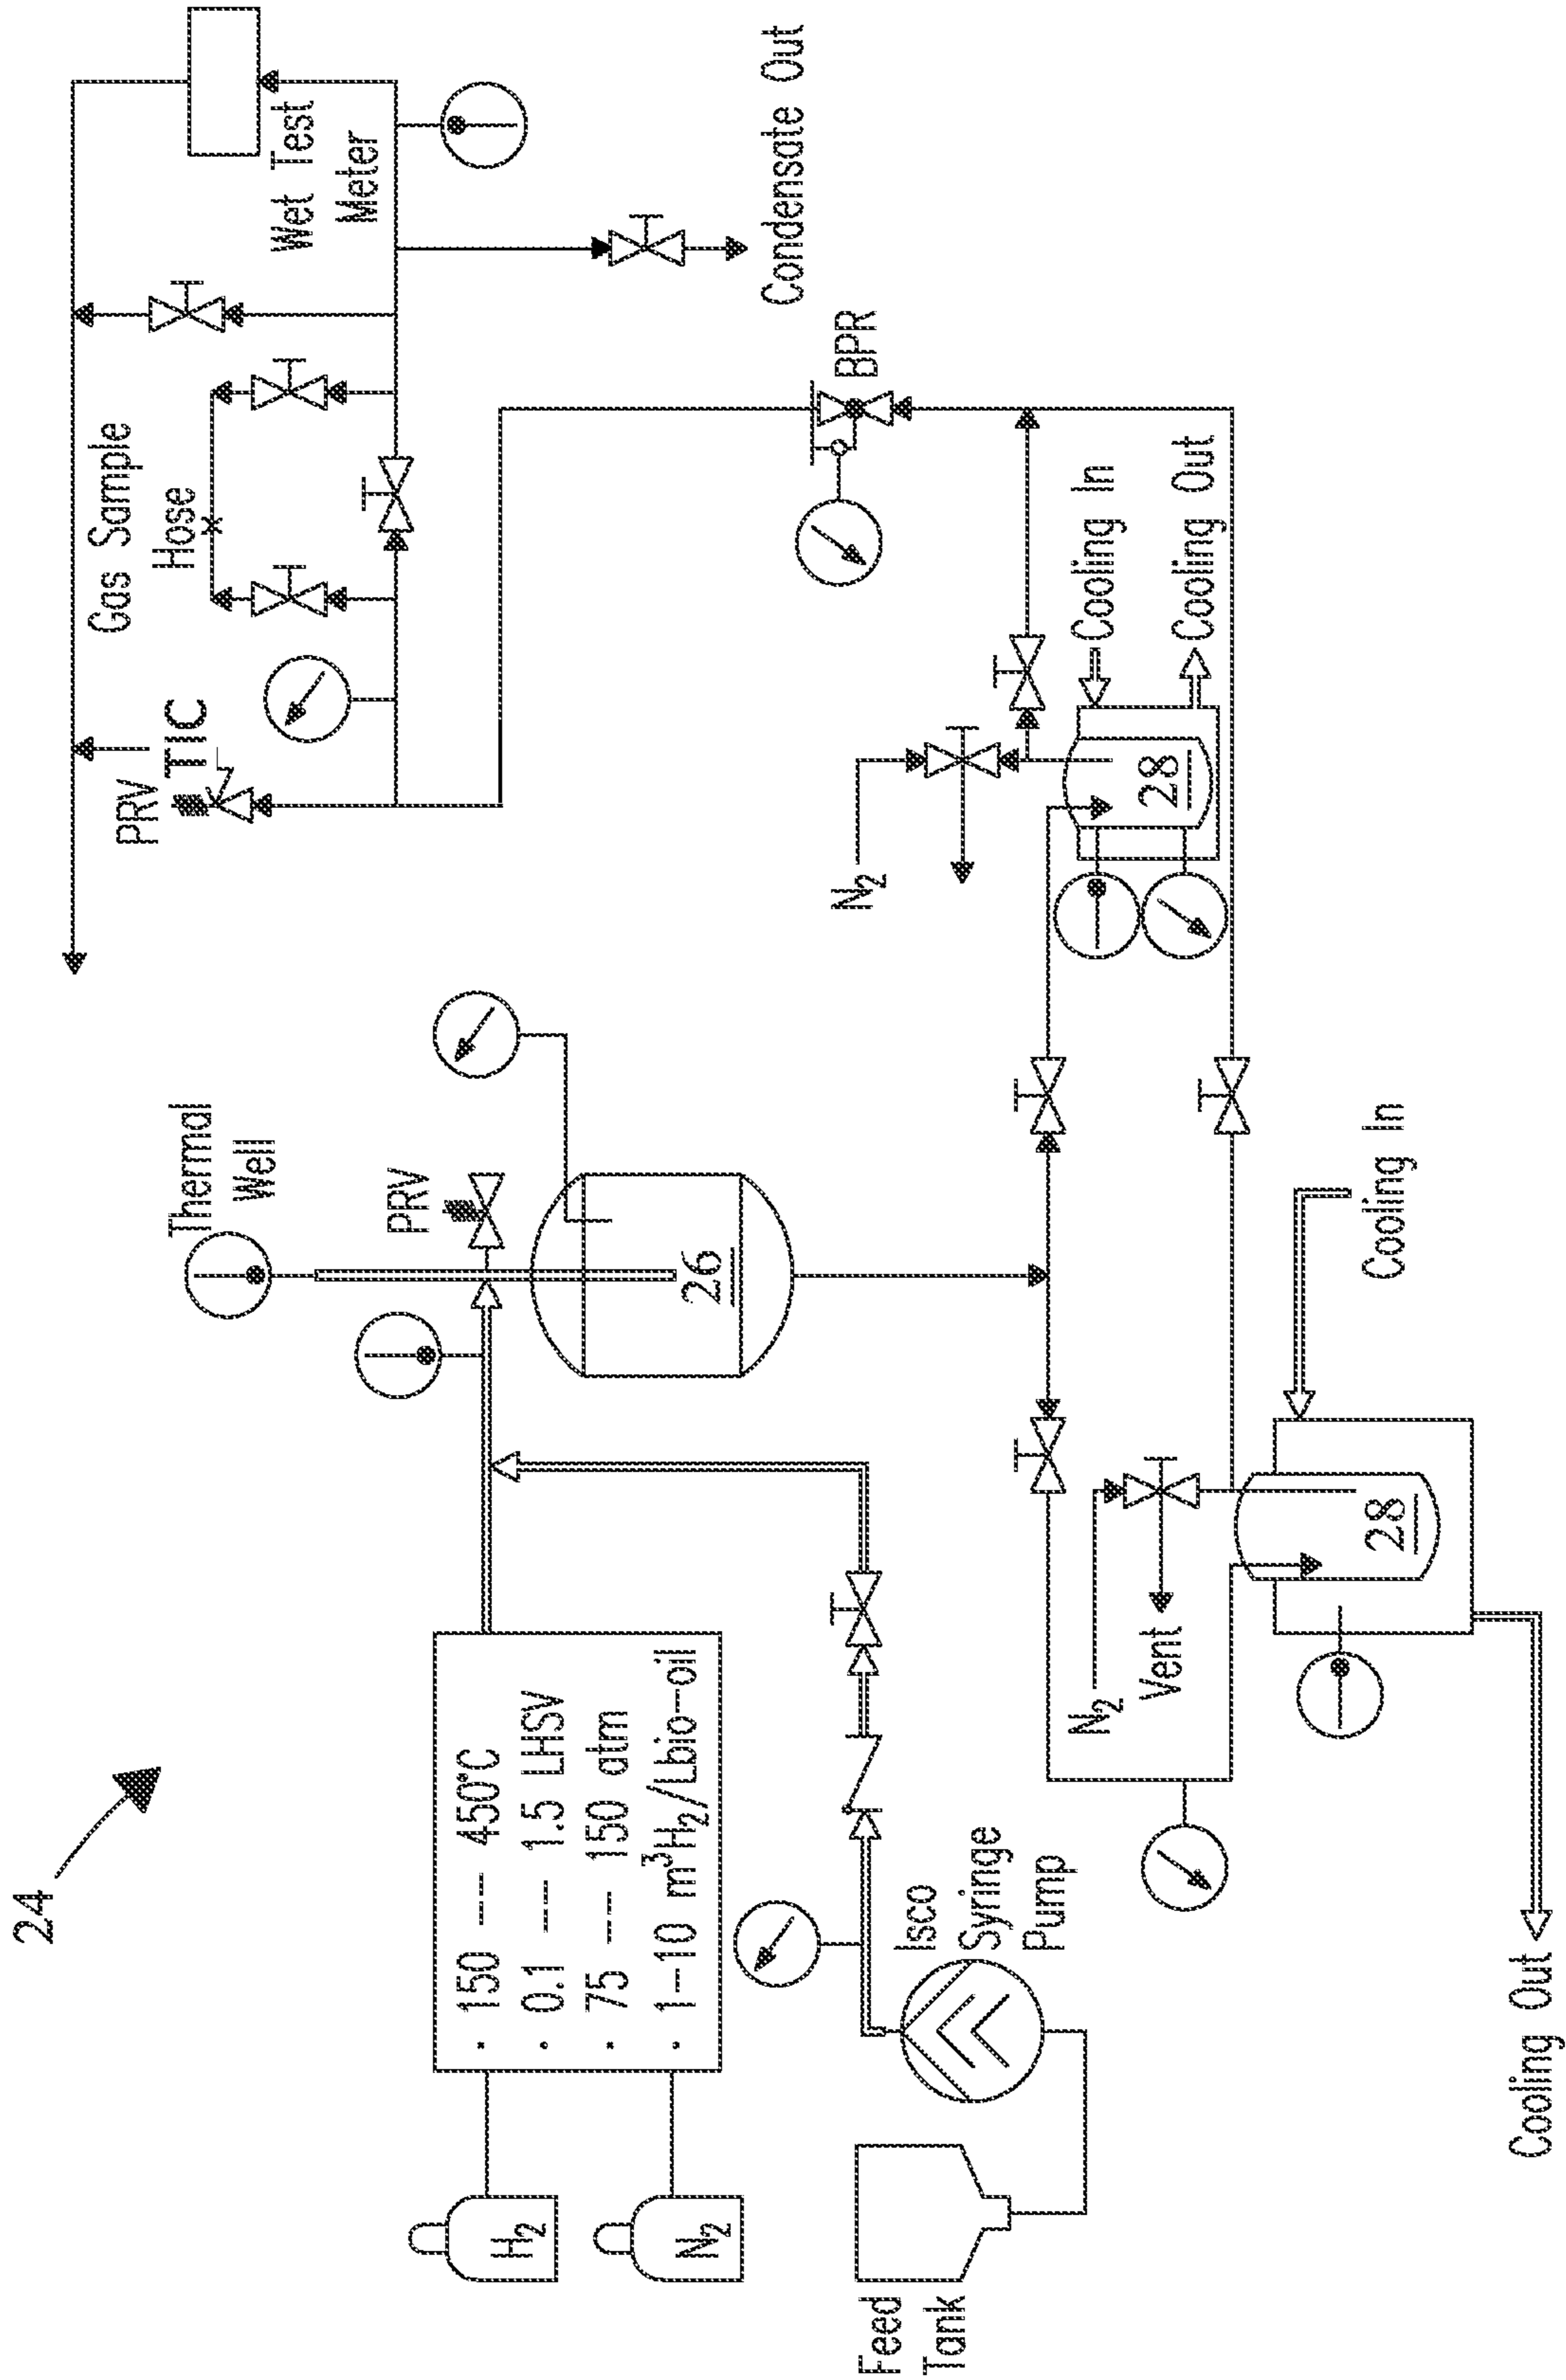 24
H2
N2
• 150 --- 450°C
• 0.1 --- 1.5 LHSV
• 75 --- 150 atm
• 1-10 m3H2/Lbio-oil
Feed
Tank
Isco
Syringe
Pump
Thermal
Well
PRV
26
N2
Vent
28
Cooling In
Cooling Out
N2
28
Cooling In
Cooling Out
BPR
PRV
TIC
Gas Sample
Hose
Wet Test
Meter
Condensate Out